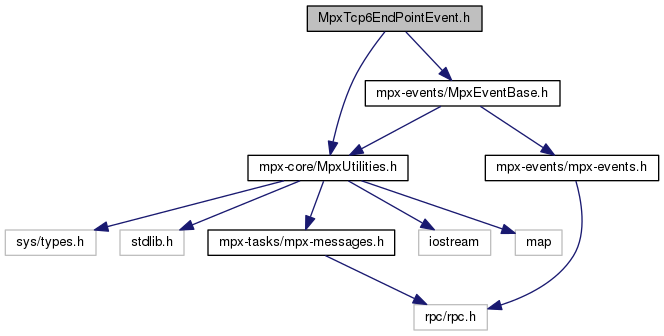 MpxTcp6EndPointEvent.h
mpx-events/MpxEventBase.h
mpx-core/MpxUtilities.h
mpx-events/mpx-events.h
sys/types.h
stdlib.h
mpx-tasks/mpx-messages.h
iostream
map
rpc/rpc.h